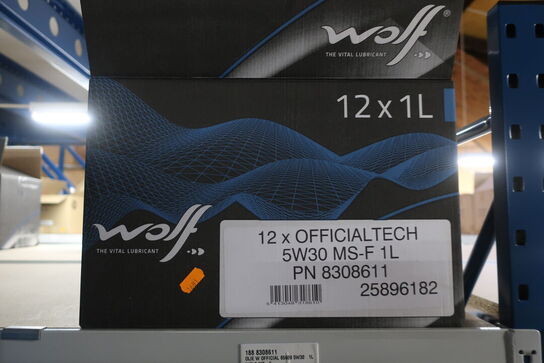 wolf
THE VITAL LUBRICANT
12 x 1L
wolf
THE VITAL LUBRICANT
12 x OFFICIALTECH
5W30 MS-F 1L
PN 8308611
25896182
188 8308611